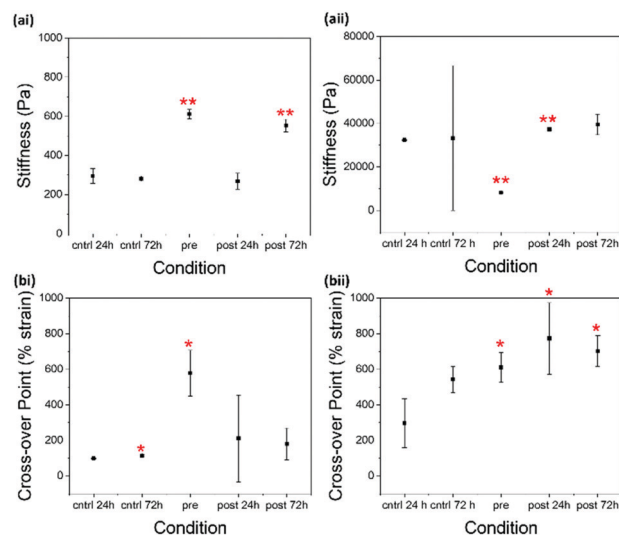 (ai)
1000
800
600
400
200
0
Stiffness (Pa)
**
**
cntrl 24h cntrl 72h pre post 24h post 72h
Condition
(aii)
80000
60000
40000
20000
0
Stiffness (Pa)
**
**
cntrl 24 h cntrl 72 h pre post 24h post 72h
Condition
(bi)
1000
800
600
400
200
0
Cross-over Point (% strain)
*
*
cntrl 24h cntrl 72h pre post 24h post 72h
Condition
(bii)
1000
800
600
400
200
0
Cross-over Point (% strain)
*
*
*
cntrl 24 h cntrl 72h pre post 24 h post 72h
Condition